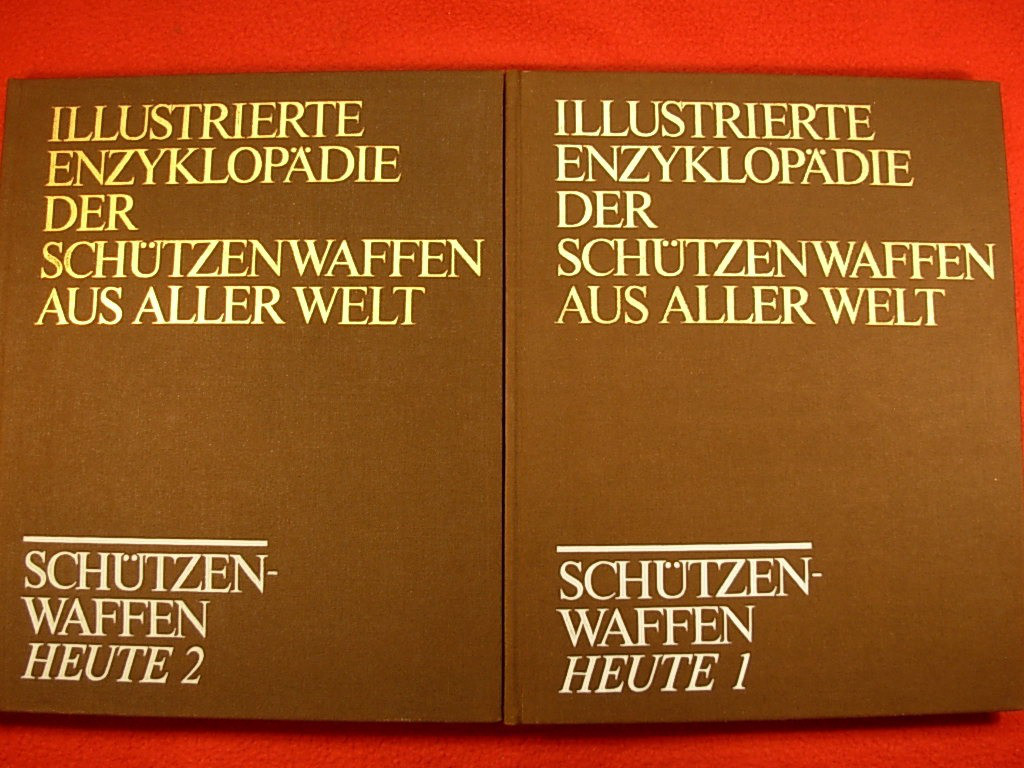 ILLUSTRIERTE
ENZYKLOPÄDIE
DER
SCHÜTZENWAFFEN
AUS ALLER WELT
SCHÜTZEN-
WAFFEN
HEUTE 2
ILLUSTRIERTE
ENZYKLOPÄDIE
DER
SCHÜTZENWAFFEN
AUS ALLER WELT
SCHÜTZEN-
WAFFEN
HEUTE 1